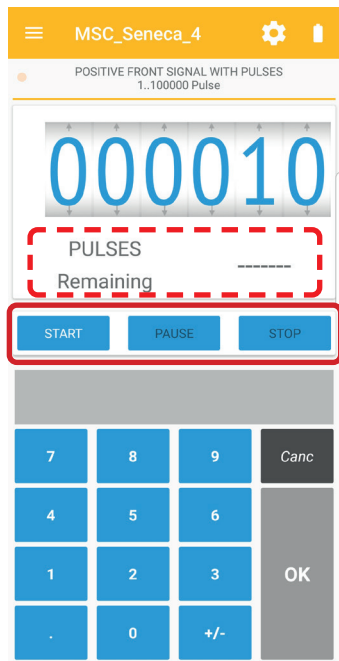 MSC_Seneca_4
POSITIVE FRONT SIGNAL WITH PULSES
1..100000 Pulse
000010
PULSES
Remaining
-------
START PAUSE STOP
7 8 9 Canc
4 5 6
1 2 3 OK
. 0 +/-